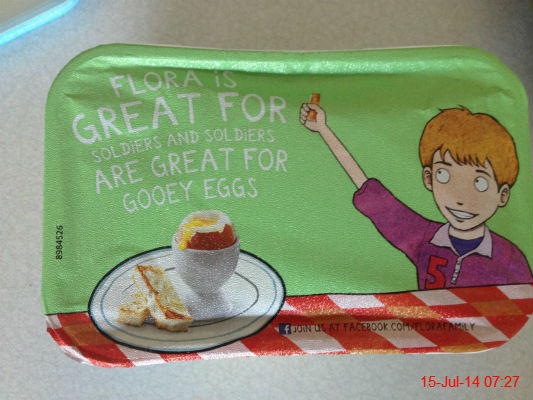 FLORA iS
GREAT FOR
SOLDiERS AND SOLDiERS
ARE GREAT FOR
GOOEY EGGS
8984526
5
f JOIN US AT FACEBOOK.COM/FLORAFAMILY
15-Jul-14 07:27